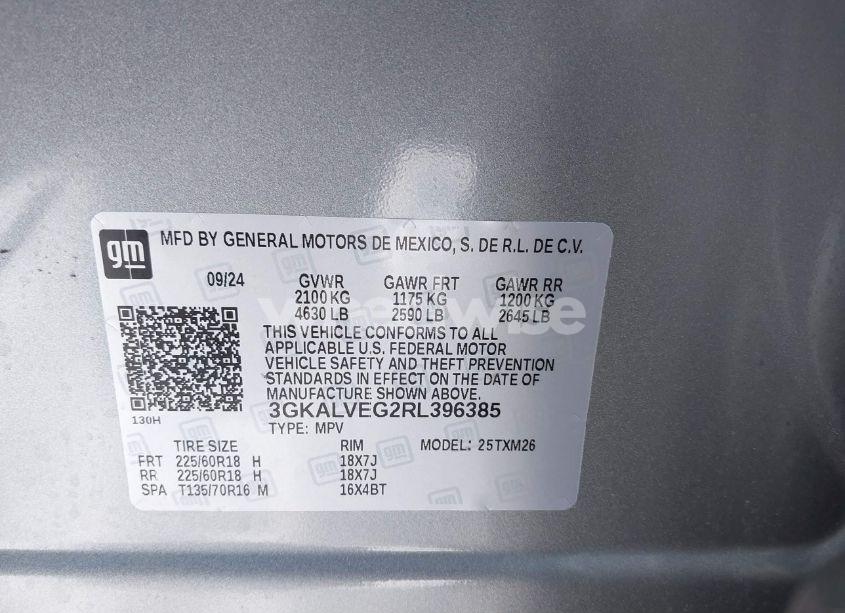 gm
MFD BY GENERAL MOTORS DE MEXICO, S. DE R.L. DE C.V.
09/24 GVWR GAWR FRT GAWR RR
2100 KG 1175 KG 1200 KG
4630 LB 2590 LB 2645 LB
THIS VEHICLE CONFORMS TO ALL
APPLICABLE U.S. FEDERAL MOTOR
VEHICLE SAFETY AND THEFT PREVENTION
STANDARDS IN EFFECT ON THE DATE OF
MANUFACTURE SHOWN ABOVE.
130H 3GKALVEG2RL396385
TYPE: MPV
TIRE SIZE RIM MODEL: 25TXM26
FRT 225/60R18 H 18X7J
RR 225/60R18 H 18X7J
SPA T135/70R16 M 16X4BT